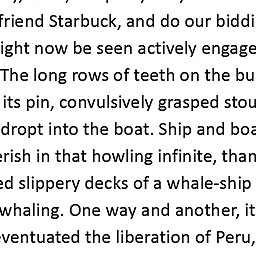 friend Starbuck, and do our biddi
ight now be seen actively engage
The long rows of teeth on the bu
its pin, convulsively grasped stou
dropt into the boat. Ship and boa
erish in that howling infinite, than
ed slippery decks of a whale-ship
whaling. One way and another, it
eventuated the liberation of Peru,